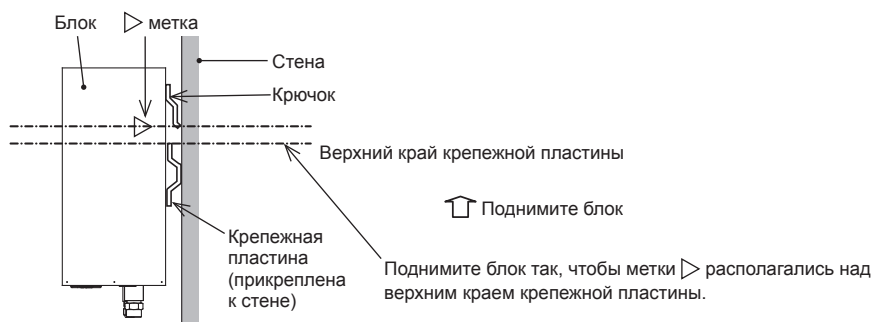 Блок
метка
Стена
Крючок
Верхний край крепежной пластины
Поднимите блок
Крепежная
пластина
(прикреплена
к стене)
Поднимите блок так, чтобы метки ▷ располагались над
верхним краем крепежной пластины.